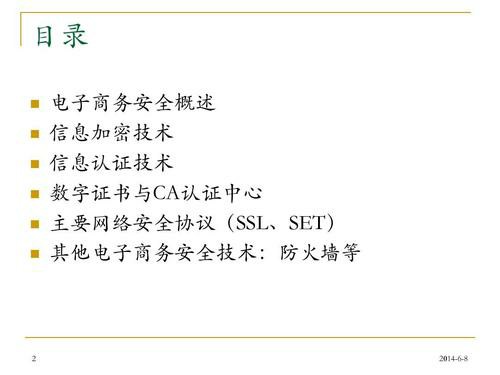 目录
电子商务安全概述
信息加密技术
信息认证技术
数字证书与CA认证中心
主要网络安全协议（SSL、SET）
其他电子商务安全技术：防火墙等
2
2014-6-8